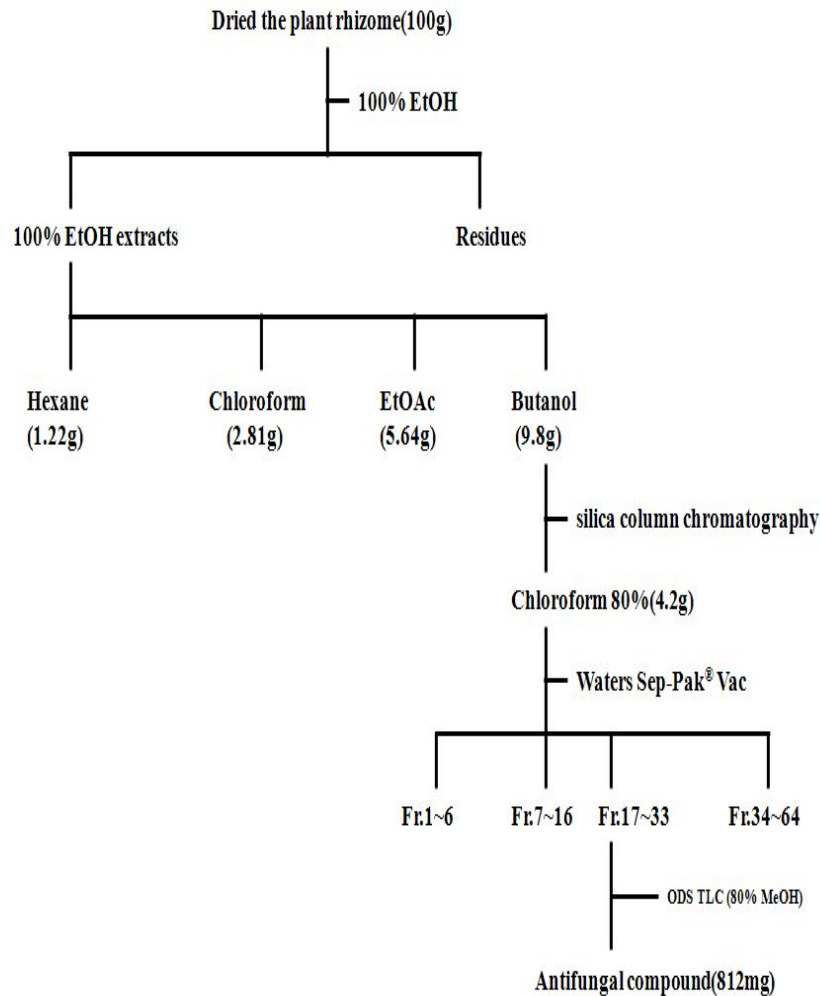 Dried the plant rhizome(100g)
100% EtOH
100% EtOH extracts
Residues
Hexane
(1.22g)
Chloroform
(2.81g)
EtOAc
(5.64g)
Butanol
(9.8g)
silica column chromatography
Chloroform 80%(4.2g)
Waters Sep-Pak® Vac
Fr.1~6
Fr.7~16
Fr.17~33
Fr.34~64
ODS TLC (80% MeOH)
Antifungal compound(812mg)